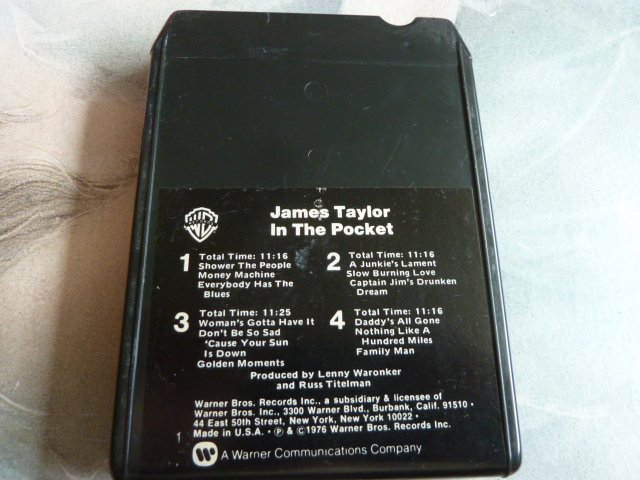 James Taylor
In The Pocket
1 Total Time: 11:16
Shower The People
Money Machine
Everybody Has The
Blues
2 Total Time: 11:16
A Junkie's Lament
Slow Burning Love
Captain Jim's Drunken
Dream
3 Total Time: 11:25
Woman's Gotta Have It
Don't Be So Sad
'Cause Your Sun
Is Down
Golden Moments
4 Total Time: 11:16
Daddy's All Gone
Nothing Like A
Hundred Miles
Family Man
Produced by Lenny Waronker
and Russ Titelman
Warner Bros. Records Inc., a subsidiary & licensee of
Warner Bros. Inc., 3300 Warner Blvd., Burbank, Calif. 91510 •
44 East 50th Street, New York, New York 10022 •
Made in U.S.A. • ℗ & ©1976 Warner Bros. Records Inc.
A Warner Communications Company